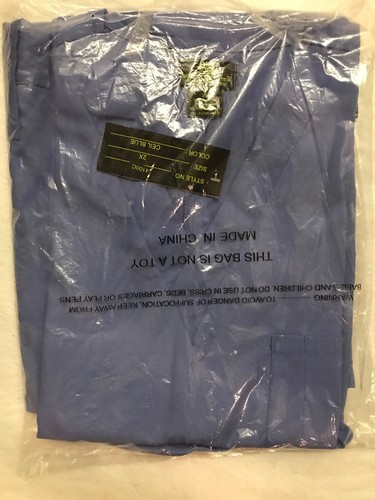 STYLE NO
SIZE: 2X
COLOR: CEIL BLUE
WARNING TO AVOID DANGER OF SUFFOCATION, KEEP AWAY FROM
BABIES AND CHILDREN. DO NOT USE IN CRIBS, BEDS, CARRIAGES OR PLAY PENS
THIS BAG IS NOT A TOY
MADE IN CHINA